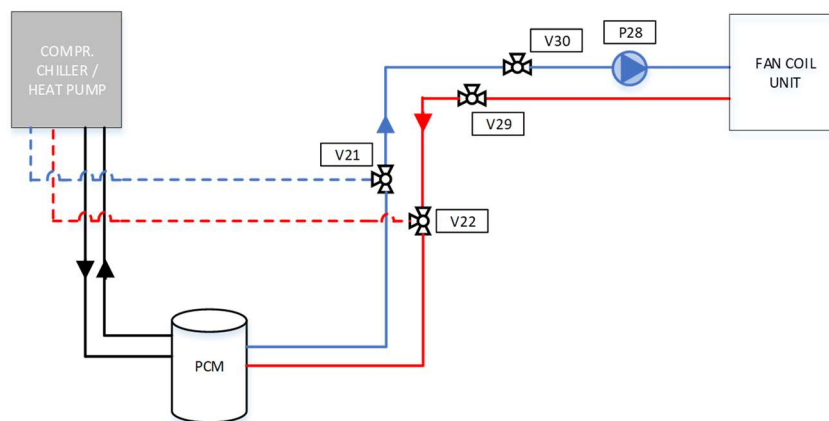 COMPR.
CHILLER /
HEAT PUMP
V30
P28
FAN COIL
UNIT
V29
V21
V22
PCM